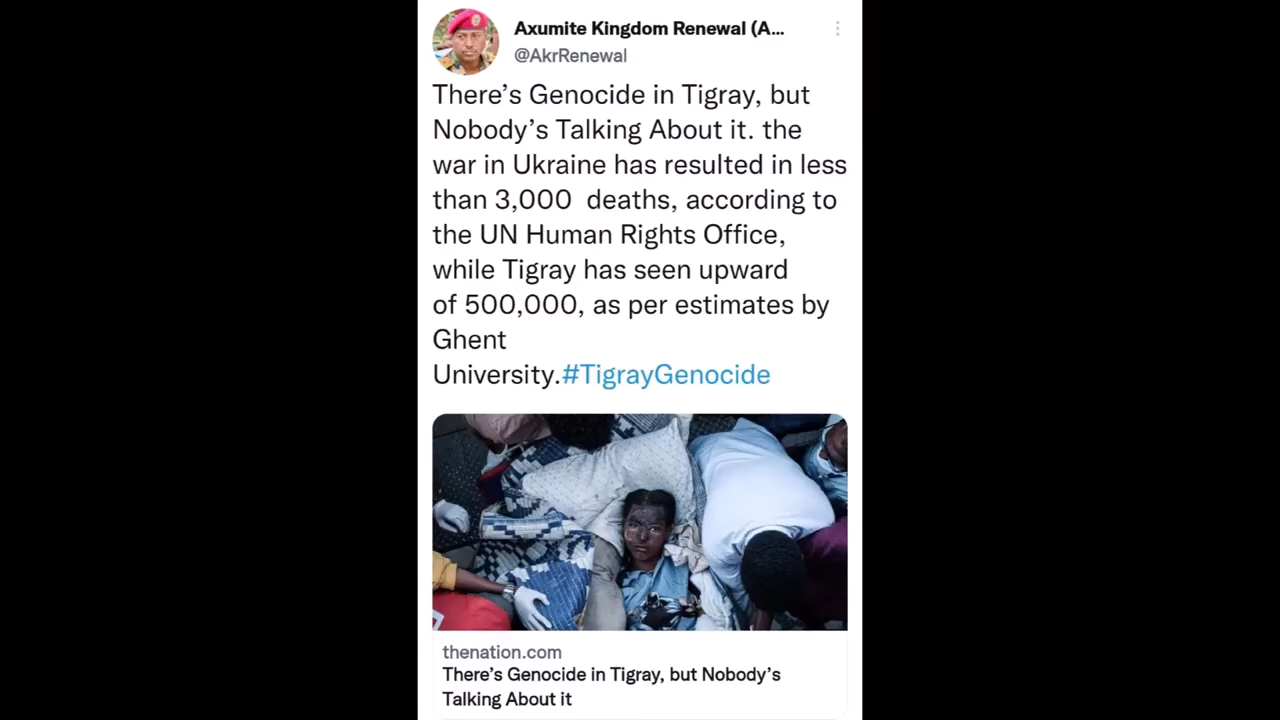 Axumite Kingdom Renewal (A...
@AkrRenewal
There's Genocide in Tigray, but
Nobody's Talking About it. the
war in Ukraine has resulted in less
than 3,000  deaths, according to
the UN Human Rights Office,
while Tigray has seen upward
of 500,000, as per estimates by
Ghent
University.#TigrayGenocide
thenation.com
There's Genocide in Tigray, but Nobody's
Talking About it